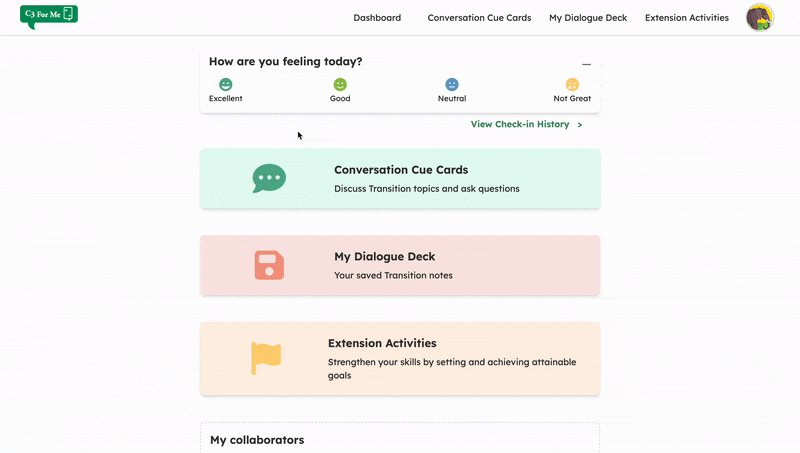 C3 For Me
Dashboard Conversation Cue Cards My Dialogue Deck Extension Activities
How are you feeling today?
Excellent Good Neutral Not Great
View Check-in History >
Conversation Cue Cards
Discuss Transition topics and ask questions
My Dialogue Deck
Your saved Transition notes
Extension Activities
Strengthen your skills by setting and achieving attainable
goals
My collaborators